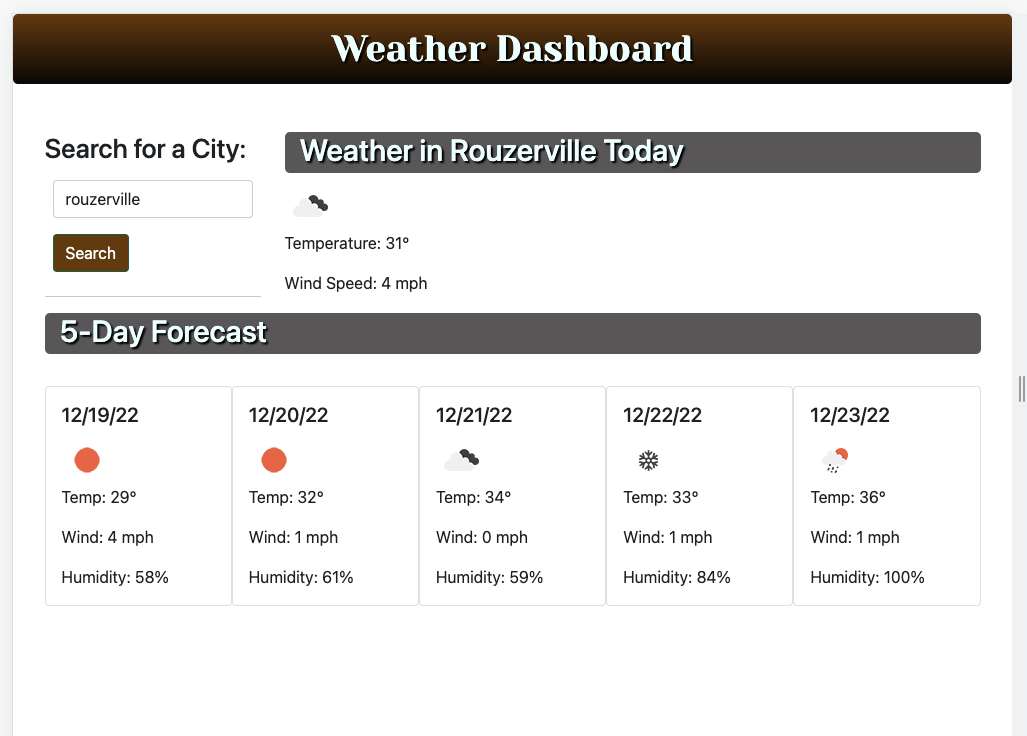 Weather Dashboard
Search for a City:
rouzerville
Search
Weather in Rouzerville Today
Temperature: 31°
Wind Speed: 4 mph
5-Day Forecast
12/19/22
Temp: 29°
Wind: 4 mph
Humidity: 58%
12/20/22
Temp: 32°
Wind: 1 mph
Humidity: 61%
12/21/22
Temp: 34°
Wind: 0 mph
Humidity: 59%
12/22/22
Temp: 33°
Wind: 1 mph
Humidity: 84%
12/23/22
Temp: 36°
Wind: 1 mph
Humidity: 100%